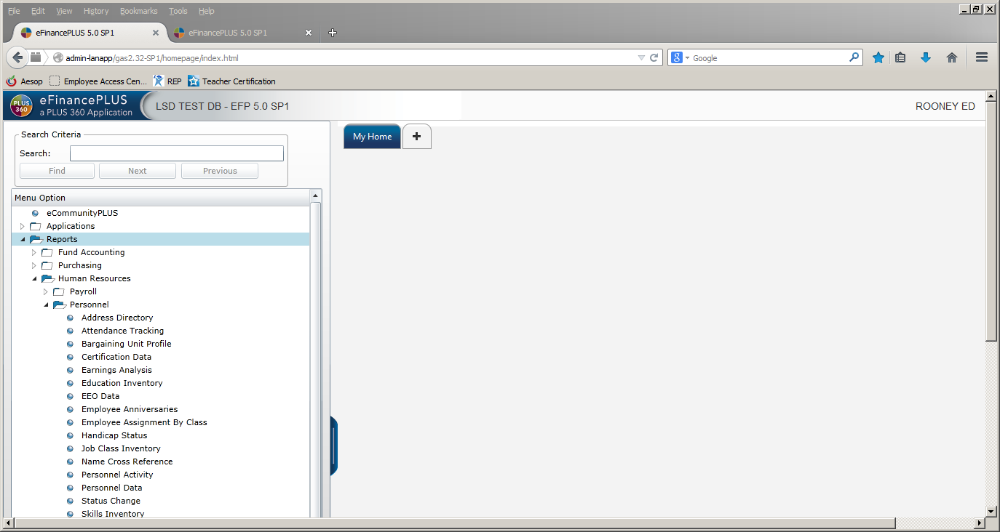 File Edit View History Bookmarks Tools Help
eFinancePLUS 5.0 SP1 eFinancePLUS 5.0 SP1
admin-lanapp/gas2.32-SP1/homepage/index.html Google
Aesop Employee Access Cen... REP Teacher Certification
PLUS 360
eFinancePLUS
a PLUS 360 Application
LSD TEST DB - EFP 5.0 SP1 ROONEY ED
Search Criteria
Search:
Find Next Previous
My Home
Menu Option
eCommunityPLUS
Applications
Reports
Fund Accounting
Purchasing
Human Resources
Payroll
Personnel
Address Directory
Attendance Tracking
Bargaining Unit Profile
Certification Data
Earnings Analysis
Education Inventory
EEO Data
Employee Anniversaries
Employee Assignment By Class
Handicap Status
Job Class Inventory
Name Cross Reference
Personnel Activity
Personnel Data
Status Change
Skills Inventory